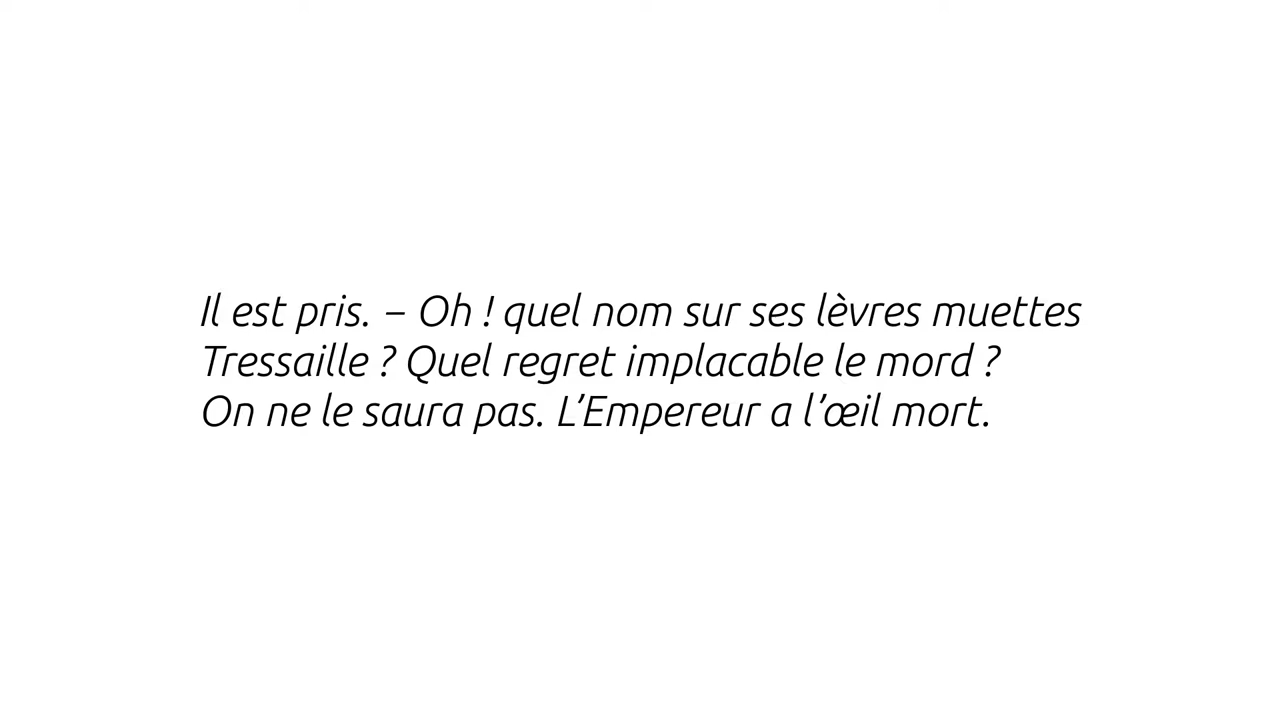 Il est pris. – Oh ! quel nom sur ses lèvres muettes
Tressaille ? Quel regret implacable le mord ?
On ne le saura pas. L’Empereur a l’œil mort.